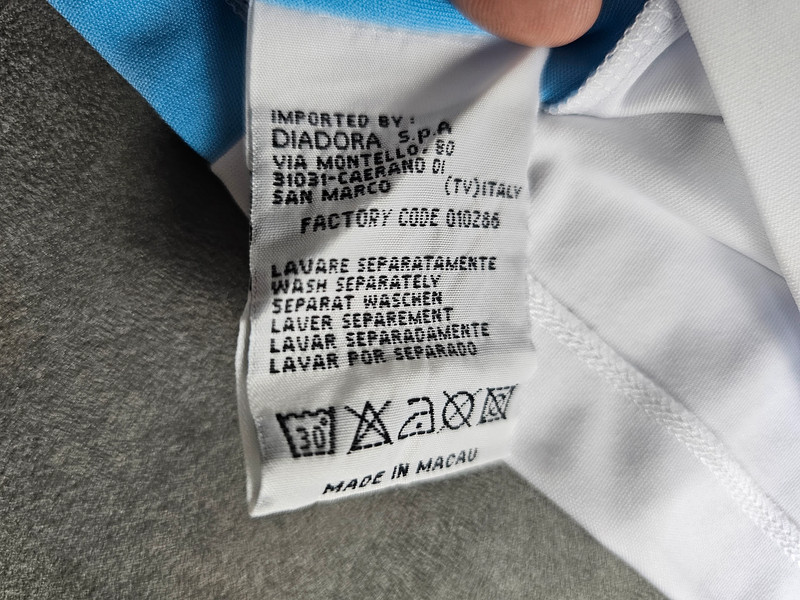 IMPORTED BY:
DIADORA S.p.A
VIA MONTELLO, 80
31031-CAERANO DI
SAN MARCO (TV) ITALY
FACTORY CODE 010286
LAVARE SEPARATAMENTE
WASH SEPARATELY
SEPARAT WASCHEN
LAVER SEPAREMENT
LAVAR SEPARADAMENTE
LAVAR POR SEPARADO
30°
MADE IN MACAU